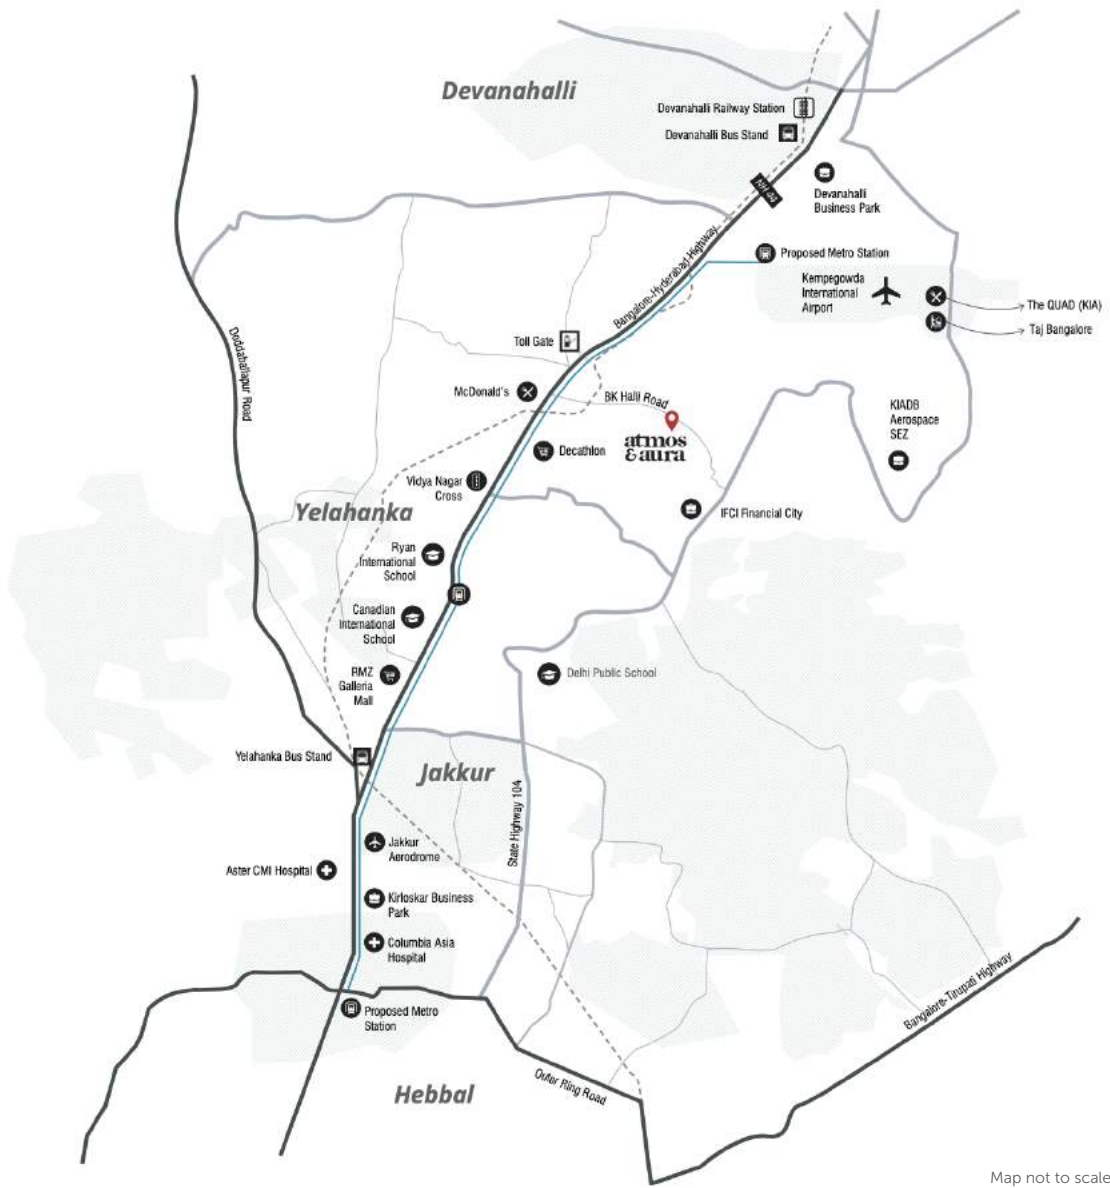 Devanahalli
Devanahalli Railway Station
Devanahalli Bus Stand
NH 44
Devanahalli
Business Park
Bangalore-Hyderabad-Highway
Proposed Metro Station
Kempegowda
International
Airport
The QUAD (KIA)
Taj Bangalore
Toll Gate
Doddaballapur Road
McDonald's
BK Halli Road
atmos
& aura
KIADB
Aerospace
SEZ
Decathlon
Vidya Nagar
Cross
Yelahanka
IFCI Financial City
Ryan
International
School
Canadian
International
School
RMZ
Galleria
Mall
Delhi Public School
Yelahanka Bus Stand
Jakkur
State Highway 104
Jakkur
Aerodrome
Aster CMI Hospital
Kirloskar Business
Park
Columbia Asia
Hospital
Bangalore-Tirupati Highway
Proposed Metro
Station
Outer Ring Road
Hebbal
Map not to scale